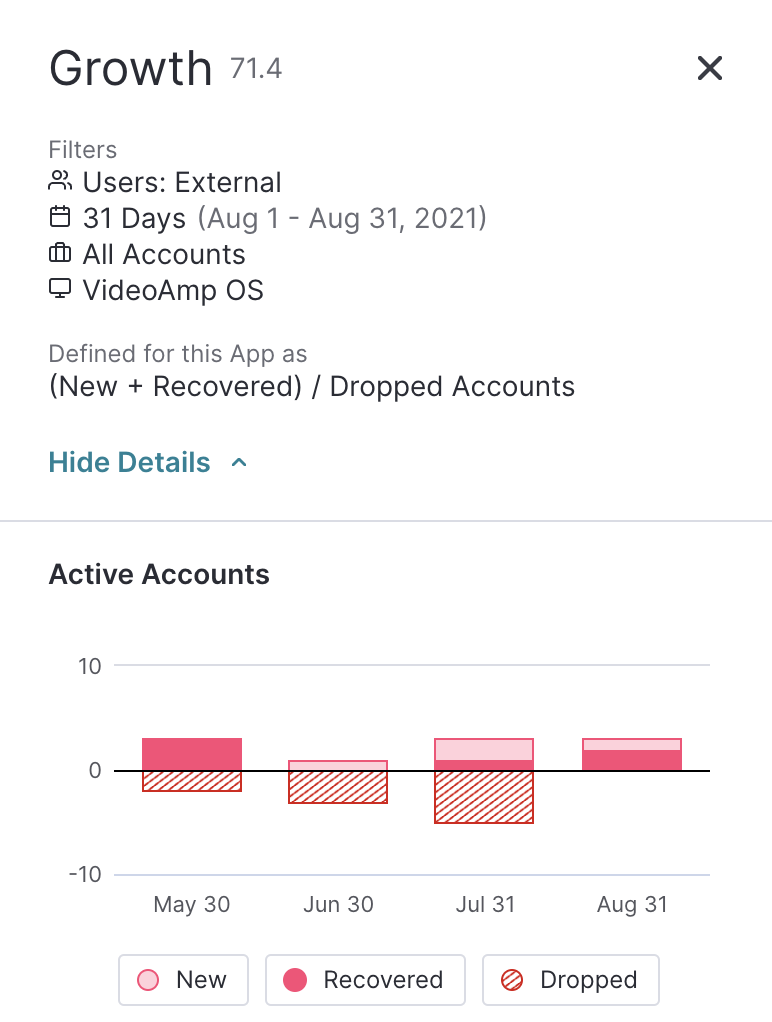 Growth 71.4
Filters
Users: External
31 Days (Aug 1 - Aug 31, 2021)
All Accounts
VideoAmp OS
Defined for this App as
(New + Recovered) / Dropped Accounts
Hide Details
Active Accounts
10
0
-10
May 30 Jun 30 Jul 31 Aug 31
New Recovered Dropped